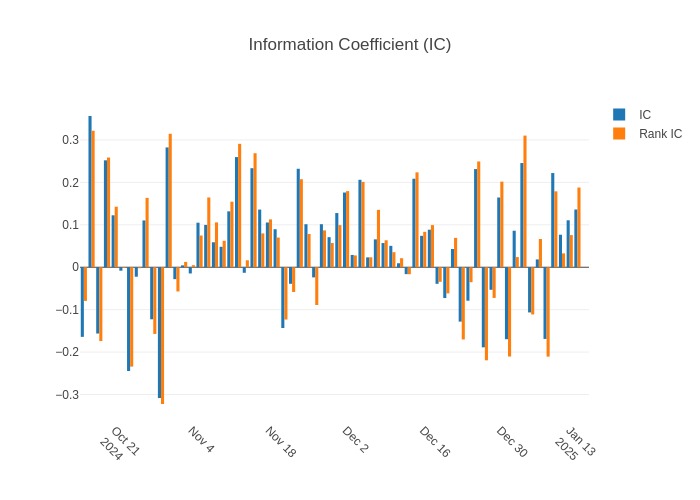 Information Coefficient (IC)
IC
Rank IC
0.3
0.2
0.1
0
−0.1
−0.2
−0.3
Oct 21
2024
Nov 4
Nov 18
Dec 2
Dec 16
Dec 30
Jan 13
2025